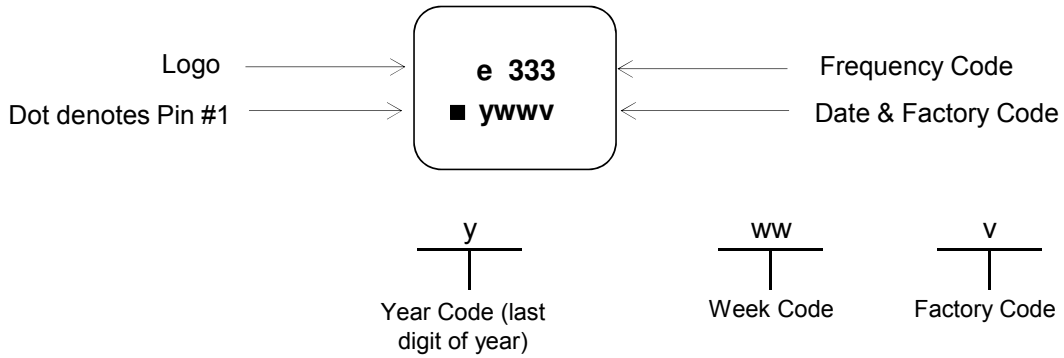 Logo
e 333
Frequency Code
Dot denotes Pin #1
ywwv
Date & Factory Code
y
ww
v
Year Code (last
digit of year)
Week Code
Factory Code